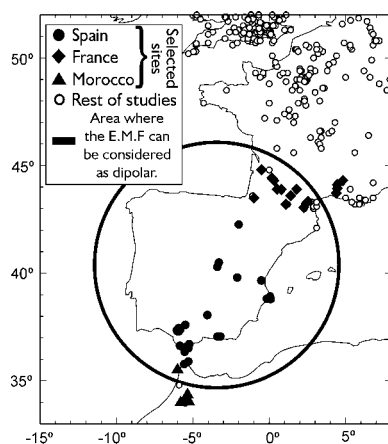 Spain
France
Morocco
Selected
sites
Rest of studies
Area where
the E.M.F can
be considered
as dipolar.
50°
45°
40°
35°
-15° -10° -5° 0° 5°